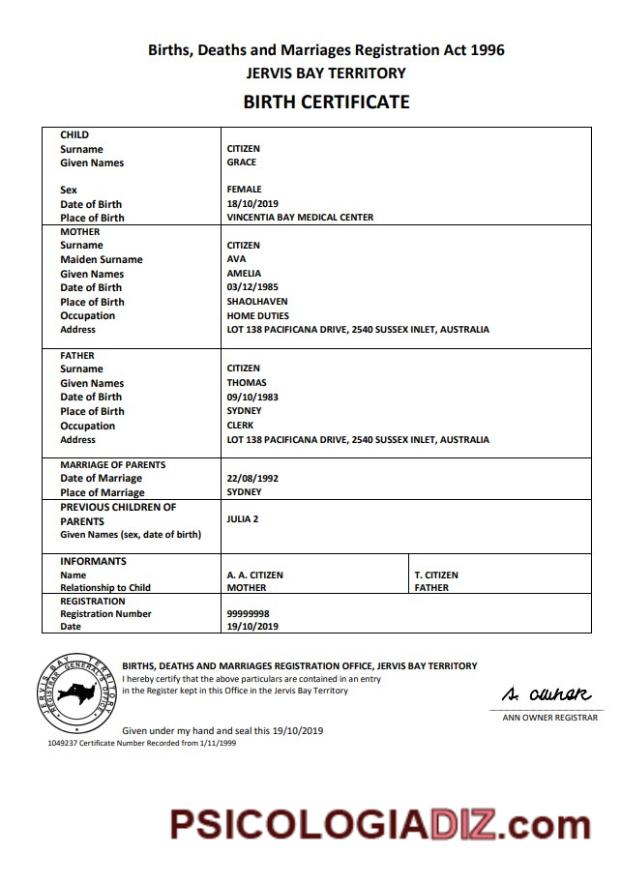 Births, Deaths and Marriages Registration Act 1996
JERVIS BAY TERRITORY
BIRTH CERTIFICATE
CHILD
Surname CITIZEN
Given Names GRACE
Sex FEMALE
Date of Birth 18/10/2019
Place of Birth VINCENTIA BAY MEDICAL CENTER
MOTHER
Surname CITIZEN
Maiden Surname AVA
Given Names AMELIA
Date of Birth 03/12/1985
Place of Birth SHAOLHAVEN
Occupation HOME DUTIES
Address LOT 138 PACIFICANA DRIVE, 2540 SUSSEX INLET, AUSTRALIA
FATHER
Surname CITIZEN
Given Names THOMAS
Date of Birth 09/10/1983
Place of Birth SYDNEY
Occupation CLERK
Address LOT 138 PACIFICANA DRIVE, 2540 SUSSEX INLET, AUSTRALIA
MARRIAGE OF PARENTS
Date of Marriage 22/08/1992
Place of Marriage SYDNEY
PREVIOUS CHILDREN OF
PARENTS JULIA 2
Given Names (sex, date of birth)
INFORMANTS
Name A. A. CITIZEN T. CITIZEN
Relationship to Child MOTHER FATHER
REGISTRATION
Registration Number 99999998
Date 19/10/2019
JERVIS BAY TERRITORY
REGISTRAR GENERAL'S OFFICE
BIRTHS, DEATHS AND MARRIAGES REGISTRATION OFFICE, JERVIS BAY TERRITORY
I hereby certify that the above particulars are contained in an entry
in the Register kept in this Office in the Jervis Bay Territory
Given under my hand and seal this 19/10/2019
1049237 Certificate Number Recorded from 1/11/1999
A. Owner
ANN OWNER REGISTRAR
PSICOLOGIADIZ.com